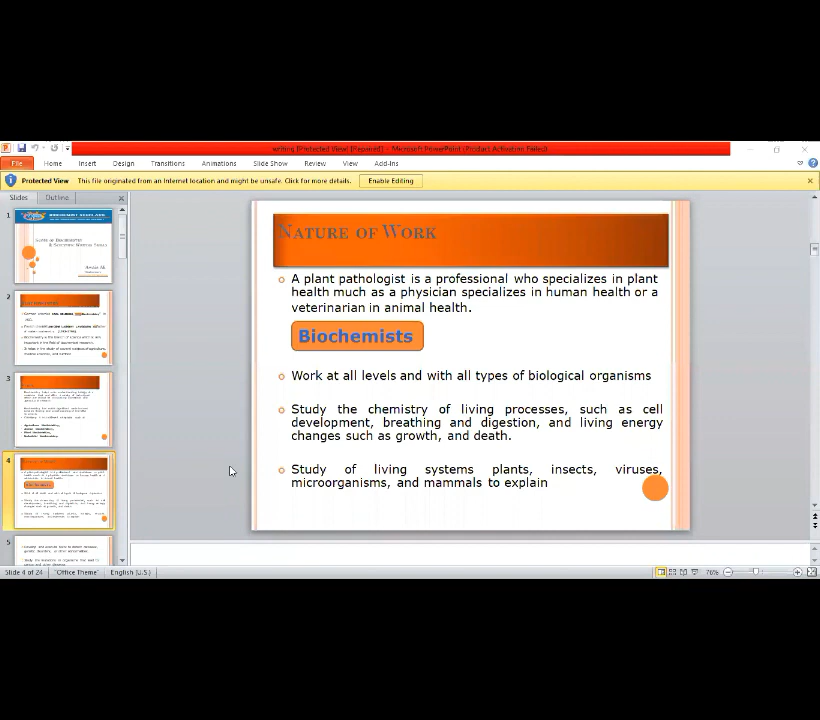 writing [Protected View] [Repaired] - Microsoft PowerPoint (Product Activation Failed)
File Home Insert Design Transitions Animations Slide Show Review View Add-Ins
Protected View This file originated from an Internet location and might be unsafe. Click for more details. Enable Editing
Slides Outline
1
2
3
4
5
NATURE OF WORK
A plant pathologist is a professional who specializes in plant
health much as a physician specializes in human health or a
veterinarian in animal health.
Biochemists
Work at all levels and with all types of biological organisms
Study the chemistry of living processes, such as cell
development, breathing and digestion, and living energy
changes such as growth, and death.
Study of living systems plants, insects, viruses,
microorganisms, and mammals to explain
Slide 4 of 24 "Office Theme" English (U.S.) 76%